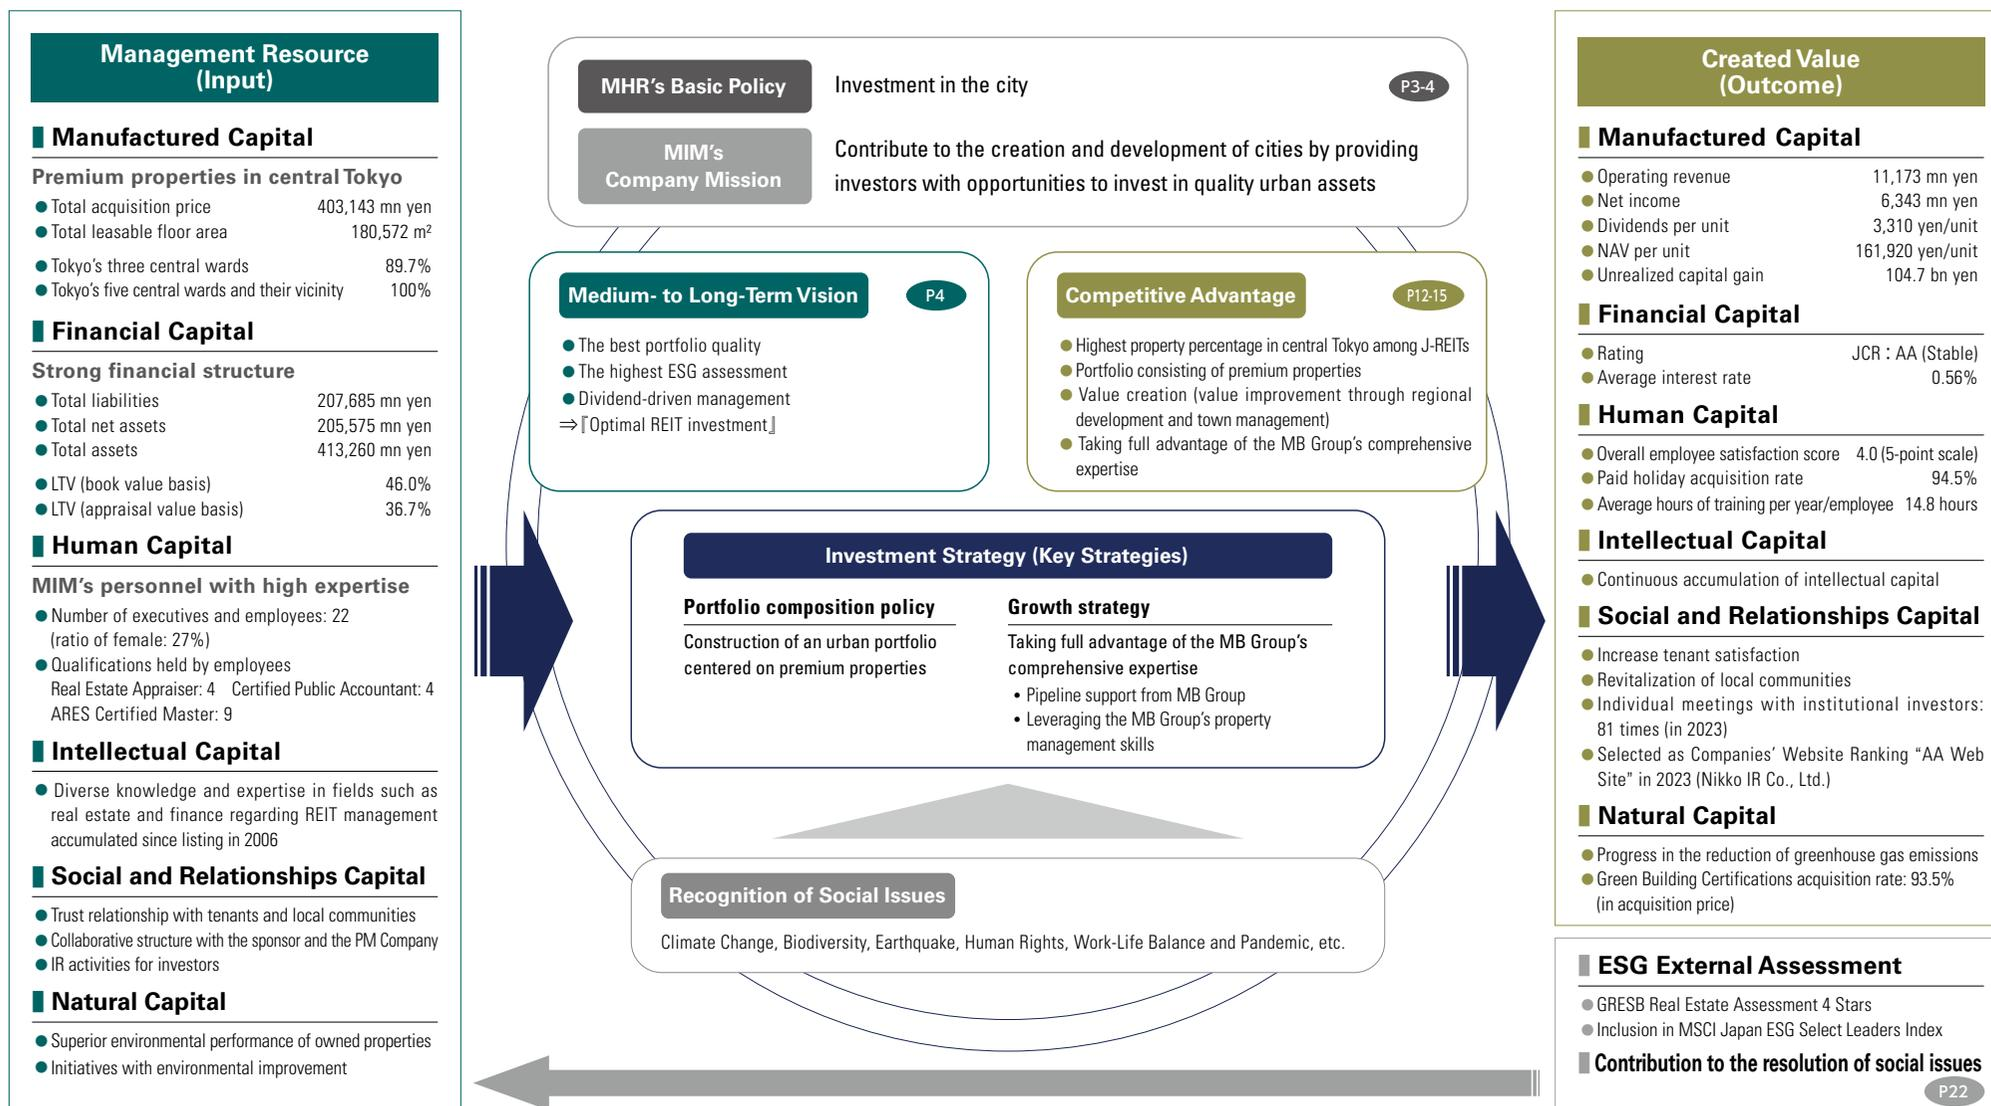 Management Resource
(Input)
Manufactured Capital
Premium properties in central Tokyo
● Total acquisition price 403,143 mn yen
● Total leasable floor area 180,572 m²
● Tokyo's three central wards 89.7%
● Tokyo's five central wards and their vicinity 100%
Financial Capital
Strong financial structure
● Total liabilities 207,685 mn yen
● Total net assets 205,575 mn yen
● Total assets 413,260 mn yen
● LTV (book value basis) 46.0%
● LTV (appraisal value basis) 36.7%
Human Capital
MIM's personnel with high expertise
● Number of executives and employees: 22
(ratio of female: 27%)
● Qualifications held by employees
Real Estate Appraiser: 4 Certified Public Accountant: 4
ARES Certified Master: 9
Intellectual Capital
● Diverse knowledge and expertise in fields such as
real estate and finance regarding REIT management
accumulated since listing in 2006
Social and Relationships Capital
● Trust relationship with tenants and local communities
● Collaborative structure with the sponsor and the PM Company
● IR activities for investors
Natural Capital
● Superior environmental performance of owned properties
● Initiatives with environmental improvement
MHR's Basic Policy Investment in the city P3-4
MIM's
Company Mission
Contribute to the creation and development of cities by providing
investors with opportunities to invest in quality urban assets
Medium- to Long-Term Vision P4
● The best portfolio quality
● The highest ESG assessment
● Dividend-driven management
⇒『Optimal REIT investment』
Competitive Advantage P12-15
● Highest property percentage in central Tokyo among J-REITs
● Portfolio consisting of premium properties
● Value creation (value improvement through regional
development and town management)
● Taking full advantage of the MB Group's comprehensive
expertise
Investment Strategy (Key Strategies)
Portfolio composition policy
Construction of an urban portfolio
centered on premium properties
Growth strategy
Taking full advantage of the MB Group's
comprehensive expertise
• Pipeline support from MB Group
• Leveraging the MB Group's property
management skills
Recognition of Social Issues
Climate Change, Biodiversity, Earthquake, Human Rights, Work-Life Balance and Pandemic, etc.
Created Value
(Outcome)
Manufactured Capital
● Operating revenue 11,173 mn yen
● Net income 6,343 mn yen
● Dividends per unit 3,310 yen/unit
● NAV per unit 161,920 yen/unit
● Unrealized capital gain 104.7 bn yen
Financial Capital
● Rating JCR：AA (Stable)
● Average interest rate 0.56%
Human Capital
● Overall employee satisfaction score 4.0 (5-point scale)
● Paid holiday acquisition rate 94.5%
● Average hours of training per year/employee 14.8 hours
Intellectual Capital
● Continuous accumulation of intellectual capital
Social and Relationships Capital
● Increase tenant satisfaction
● Revitalization of local communities
● Individual meetings with institutional investors:
81 times (in 2023)
● Selected as Companies' Website Ranking "AA Web
Site" in 2023 (Nikko IR Co., Ltd.)
Natural Capital
● Progress in the reduction of greenhouse gas emissions
● Green Building Certifications acquisition rate: 93.5%
(in acquisition price)
ESG External Assessment
● GRESB Real Estate Assessment 4 Stars
● Inclusion in MSCI Japan ESG Select Leaders Index
Contribution to the resolution of social issues
P22